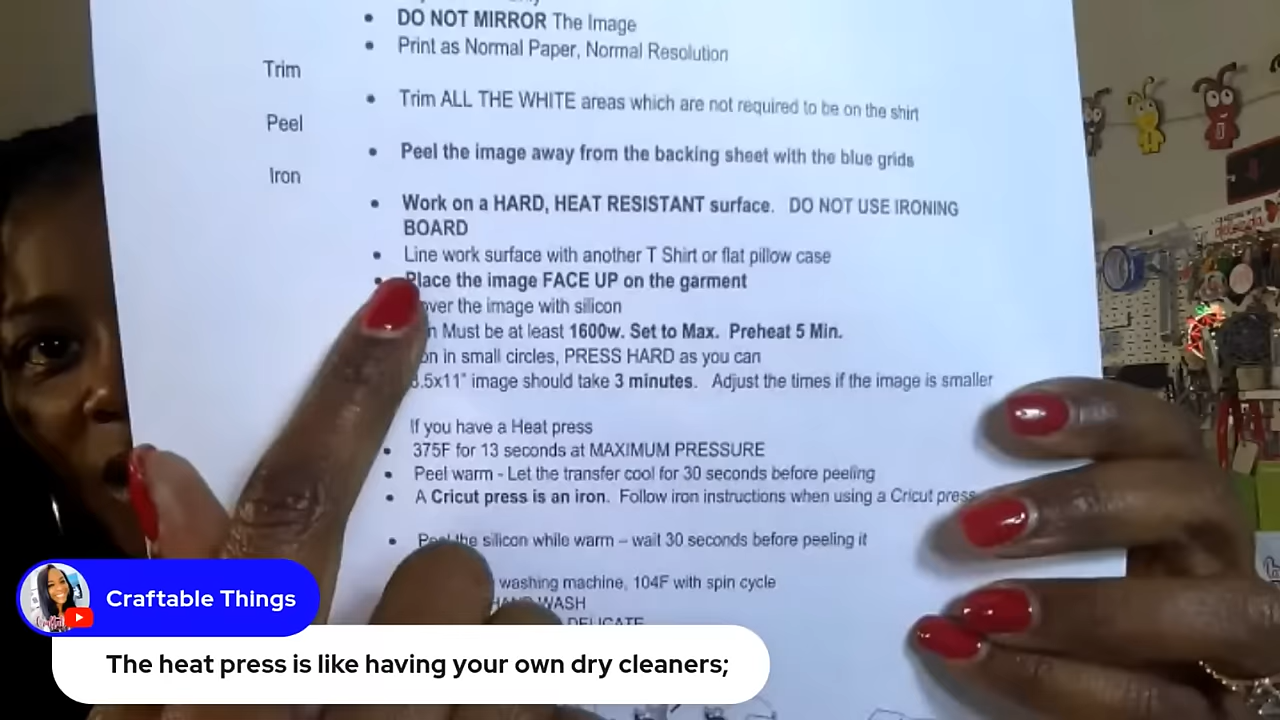 DO NOT MIRROR The Image
Print as Normal Paper, Normal Resolution
Trim
Trim ALL THE WHITE areas which are not required to be on the shirt
Peel
Peel the image away from the backing sheet with the blue grids
Iron
Work on a HARD, HEAT RESISTANT surface. DO NOT USE IRONING
BOARD
Line work surface with another T Shirt or flat pillow case
Place the image FACE UP on the garment
over the image with silicon
Must be at least 1600w. Set to Max. Preheat 5 Min.
on in small circles, PRESS HARD as you can
8.5x11" image should take 3 minutes. Adjust the times if the image is smaller
If you have a Heat press
375F for 13 seconds at MAXIMUM PRESSURE
Peel warm - Let the transfer cool for 30 seconds before peeling
A Cricut press is an iron. Follow iron instructions when using a Cricut press
Peel the silicon while warm – wait 30 seconds before peeling it
washing machine, 104F with spin cycle
HAND WASH
DELICATE
Craftable Things
The heat press is like having your own dry cleaners;